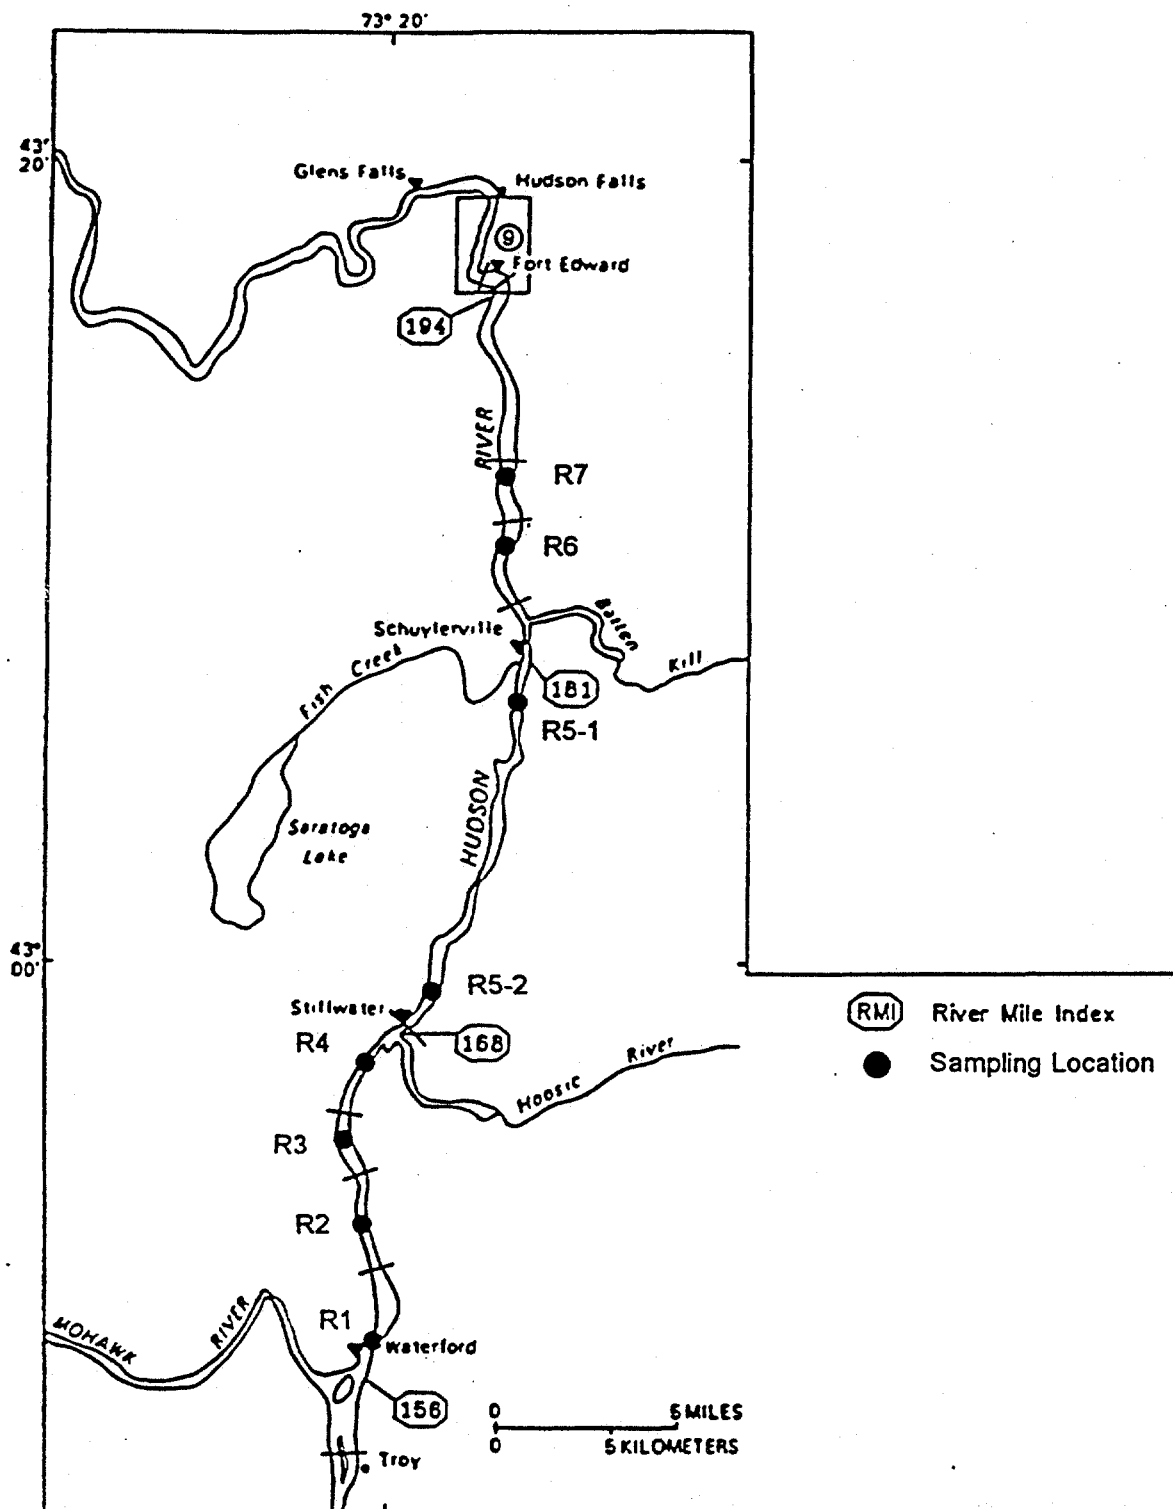 73° 20'
43°
20'
Glens Falls
Hudson Falls
9
Fort Edward
194
RIVER
R7
R6
Batten
Schuylerville
Kill
Fish Creek
181
R5-1
HUDSON
Saratoga
Lake
43°
00'
R5-2
Stillwater
RMI River Mile Index
168
R4
Hoosic River
Sampling Location
R3
R2
MOHAWK RIVER
R1
Waterford
156
0 5 MILES
0 5 KILOMETERS
Troy